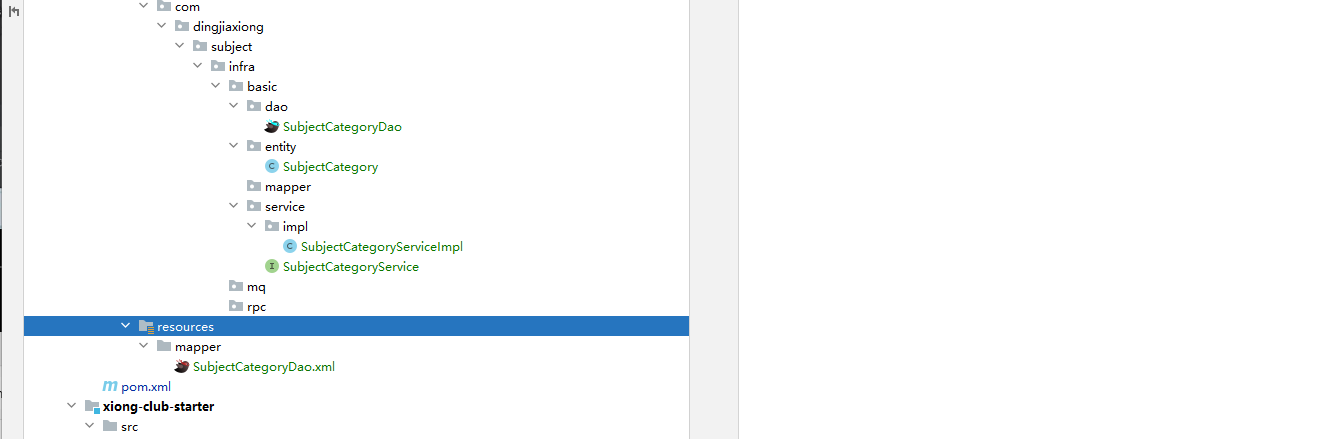 com
dingjiaxiong
subject
infra
basic
dao
SubjectCategoryDao
entity
C SubjectCategory
mapper
service
impl
C SubjectCategoryServiceImpl
I SubjectCategoryService
mq
rpc
resources
mapper
SubjectCategoryDao.xml
m pom.xml
xiong-club-starter
src